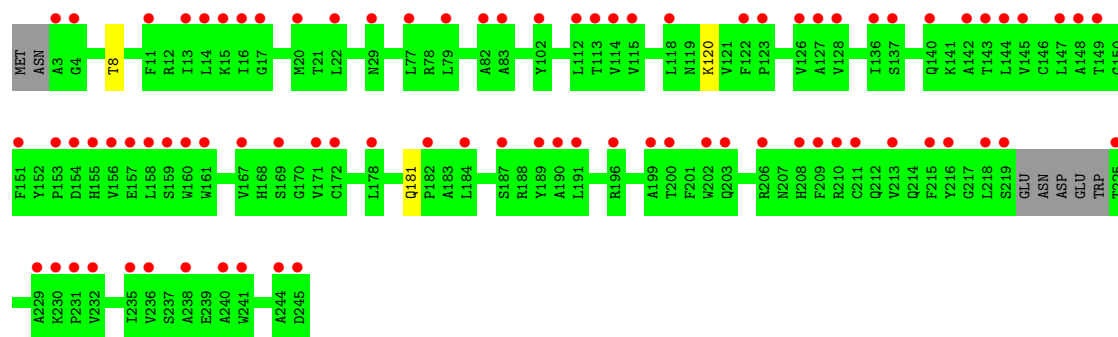 MET ASN A3 G4 T8 F11 R12 I13 L14 K15 I16 G17 M20 T21 L22 N29 L77 R78 L79 A82 A83 Y102 L112 T113 V114 V115 L118 N119 K120 V121 F122 P123 V126 A127 V128 I136 S137 Q140 K141 A142 T143 L144 V145 C146 L147 A148 T149 G150
F151 Y152 P153 D154 H155 V156 E157 L158 S159 W160 W161 V167 H168 S169 G170 V171 C172 L178 Q181 P182 A183 L184 S187 R188 Y189 A190 L191 R196 A199 T200 F201 W202 Q203 R206 N207 H208 F209 R210 C211 Q212 V213 Q214 F215 Y216 G217 L218 S219 GLU ASN ASP GLU TRP T225
A229 K230 P231 V232 I235 V236 S237 A238 E239 A240 W241 A244 D245